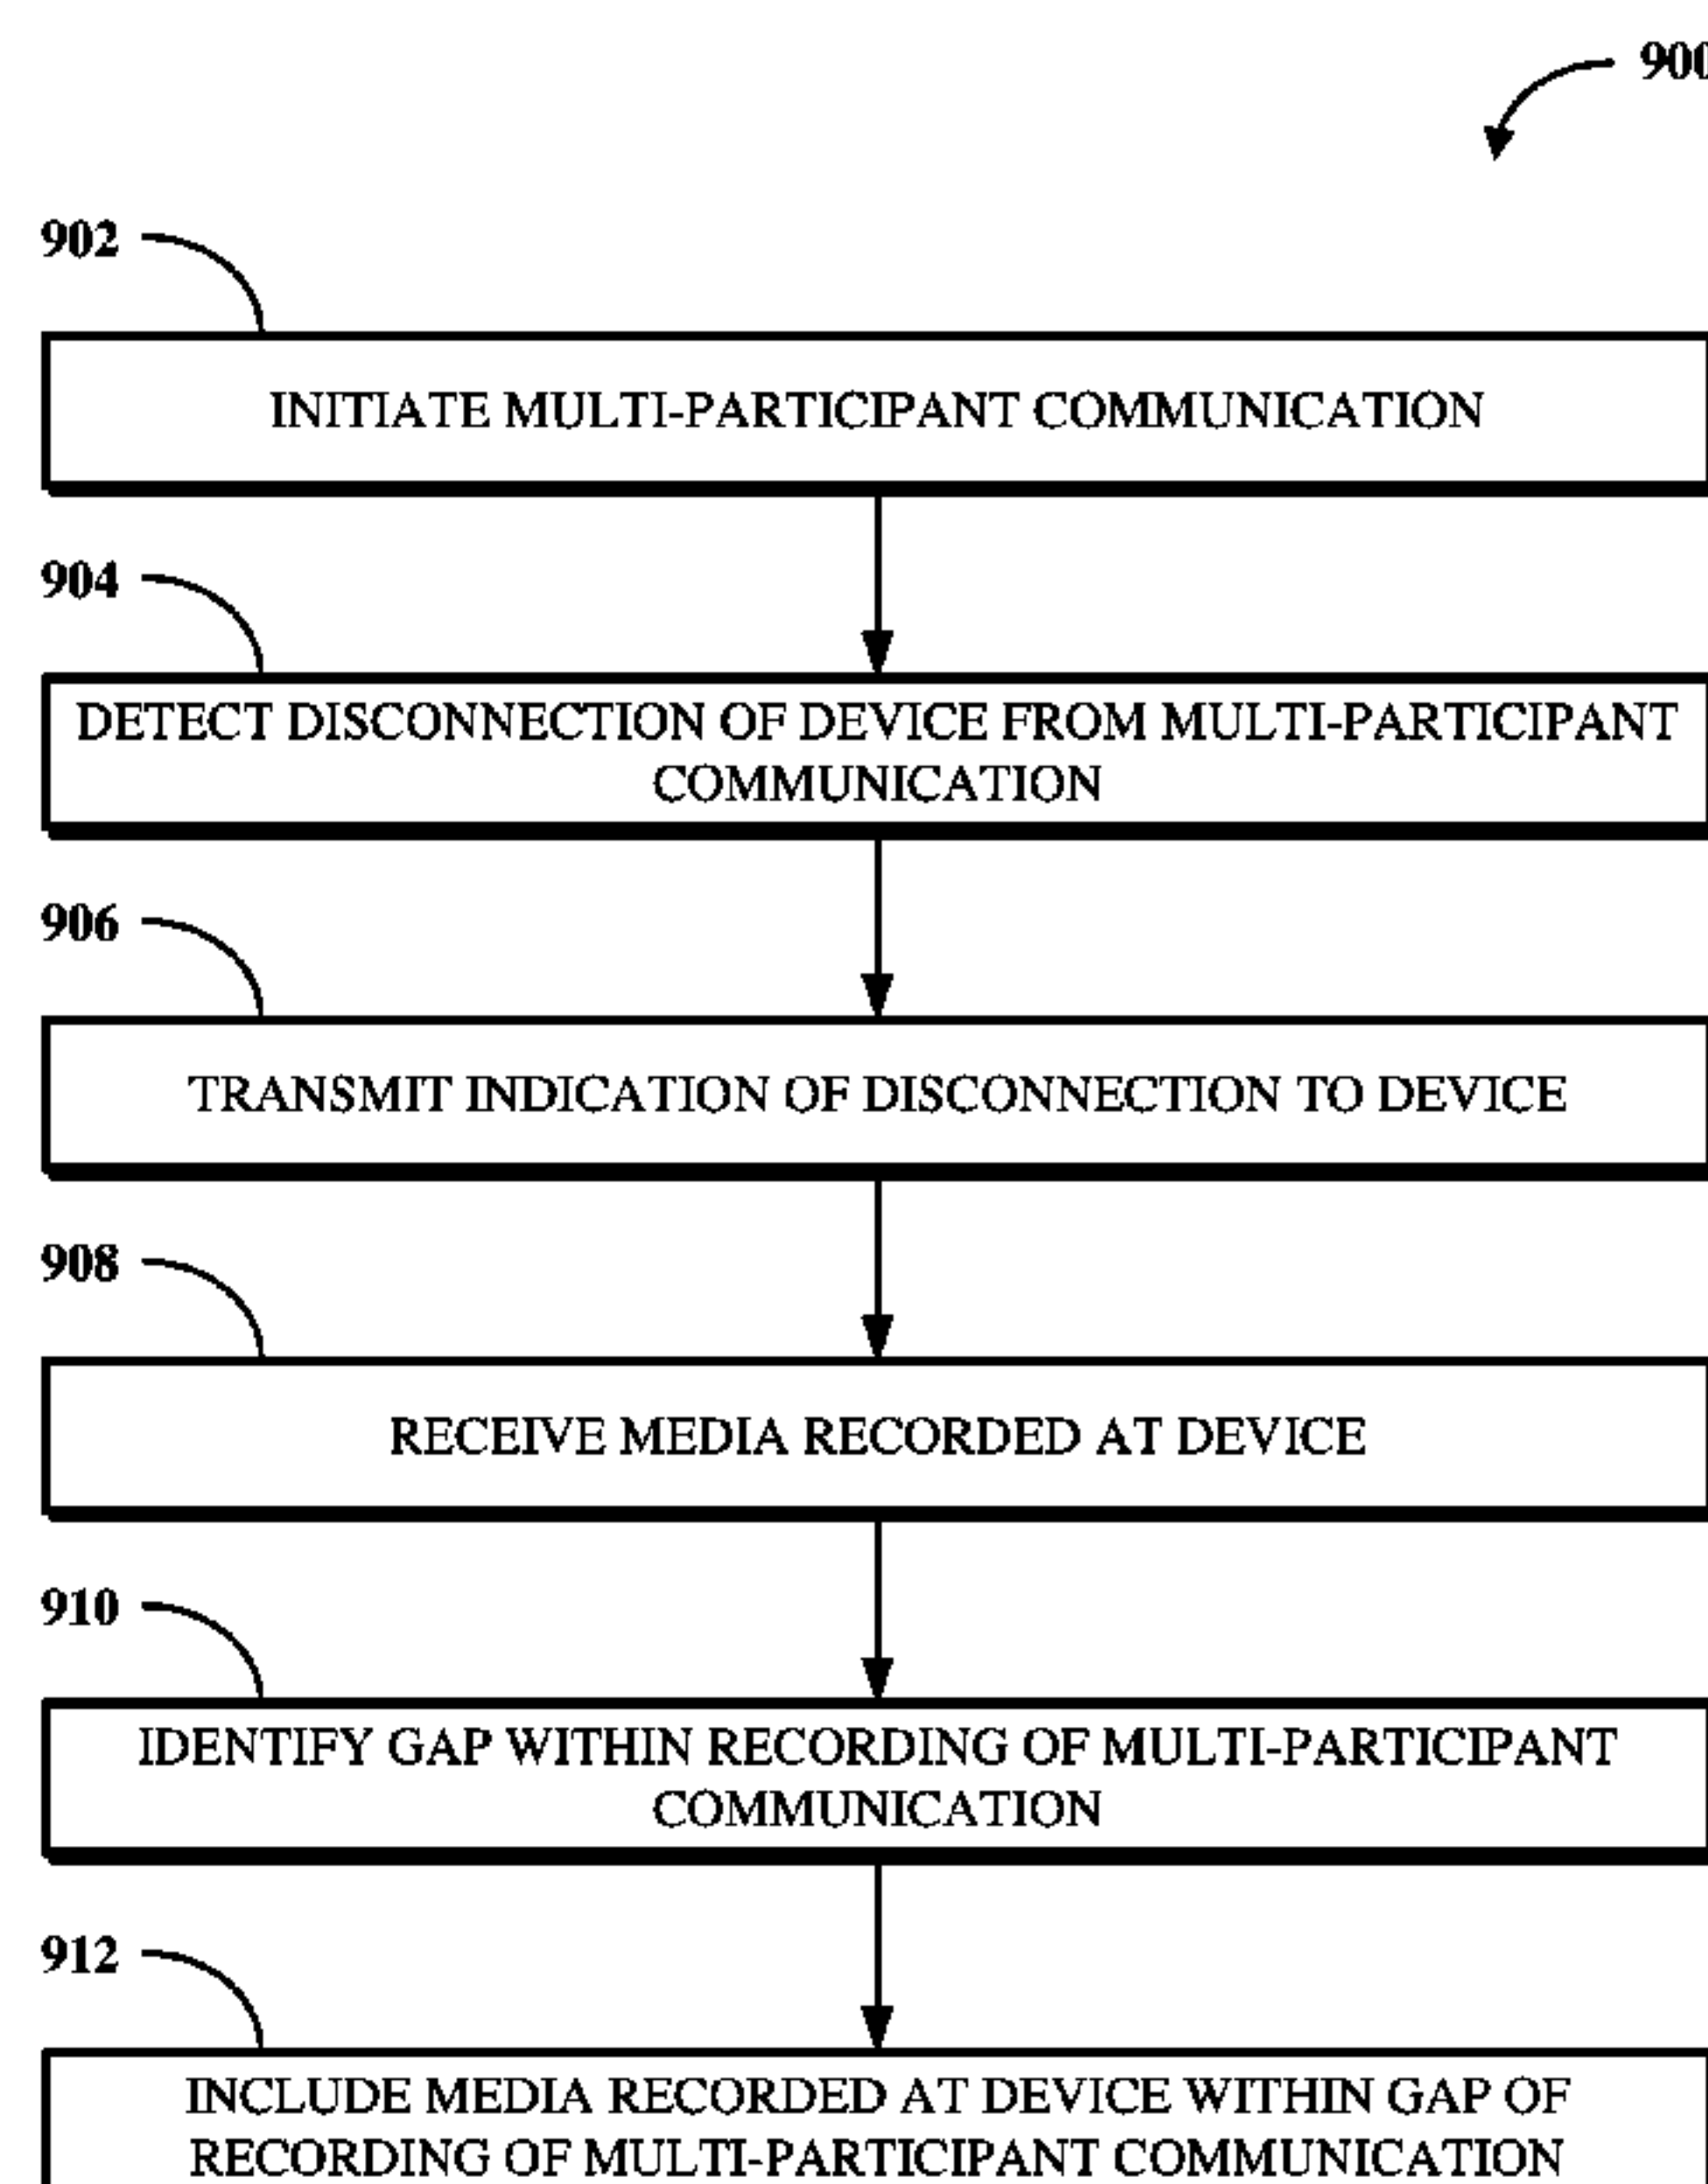 900
902
INITIATE MULTI-PARTICIPANT COMMUNICATION
904
DETECT DISCONNECTION OF DEVICE FROM MULTI-PARTICIPANT
COMMUNICATION
906
TRANSMIT INDICATION OF DISCONNECTION TO DEVICE
908
RECEIVE MEDIA RECORDED AT DEVICE
910
IDENTIFY GAP WITHIN RECORDING OF MULTI-PARTICIPANT
COMMUNICATION
912
INCLUDE MEDIA RECORDED AT DEVICE WITHIN GAP OF
RECORDING OF MULTI-PARTICIPANT COMMUNICATION